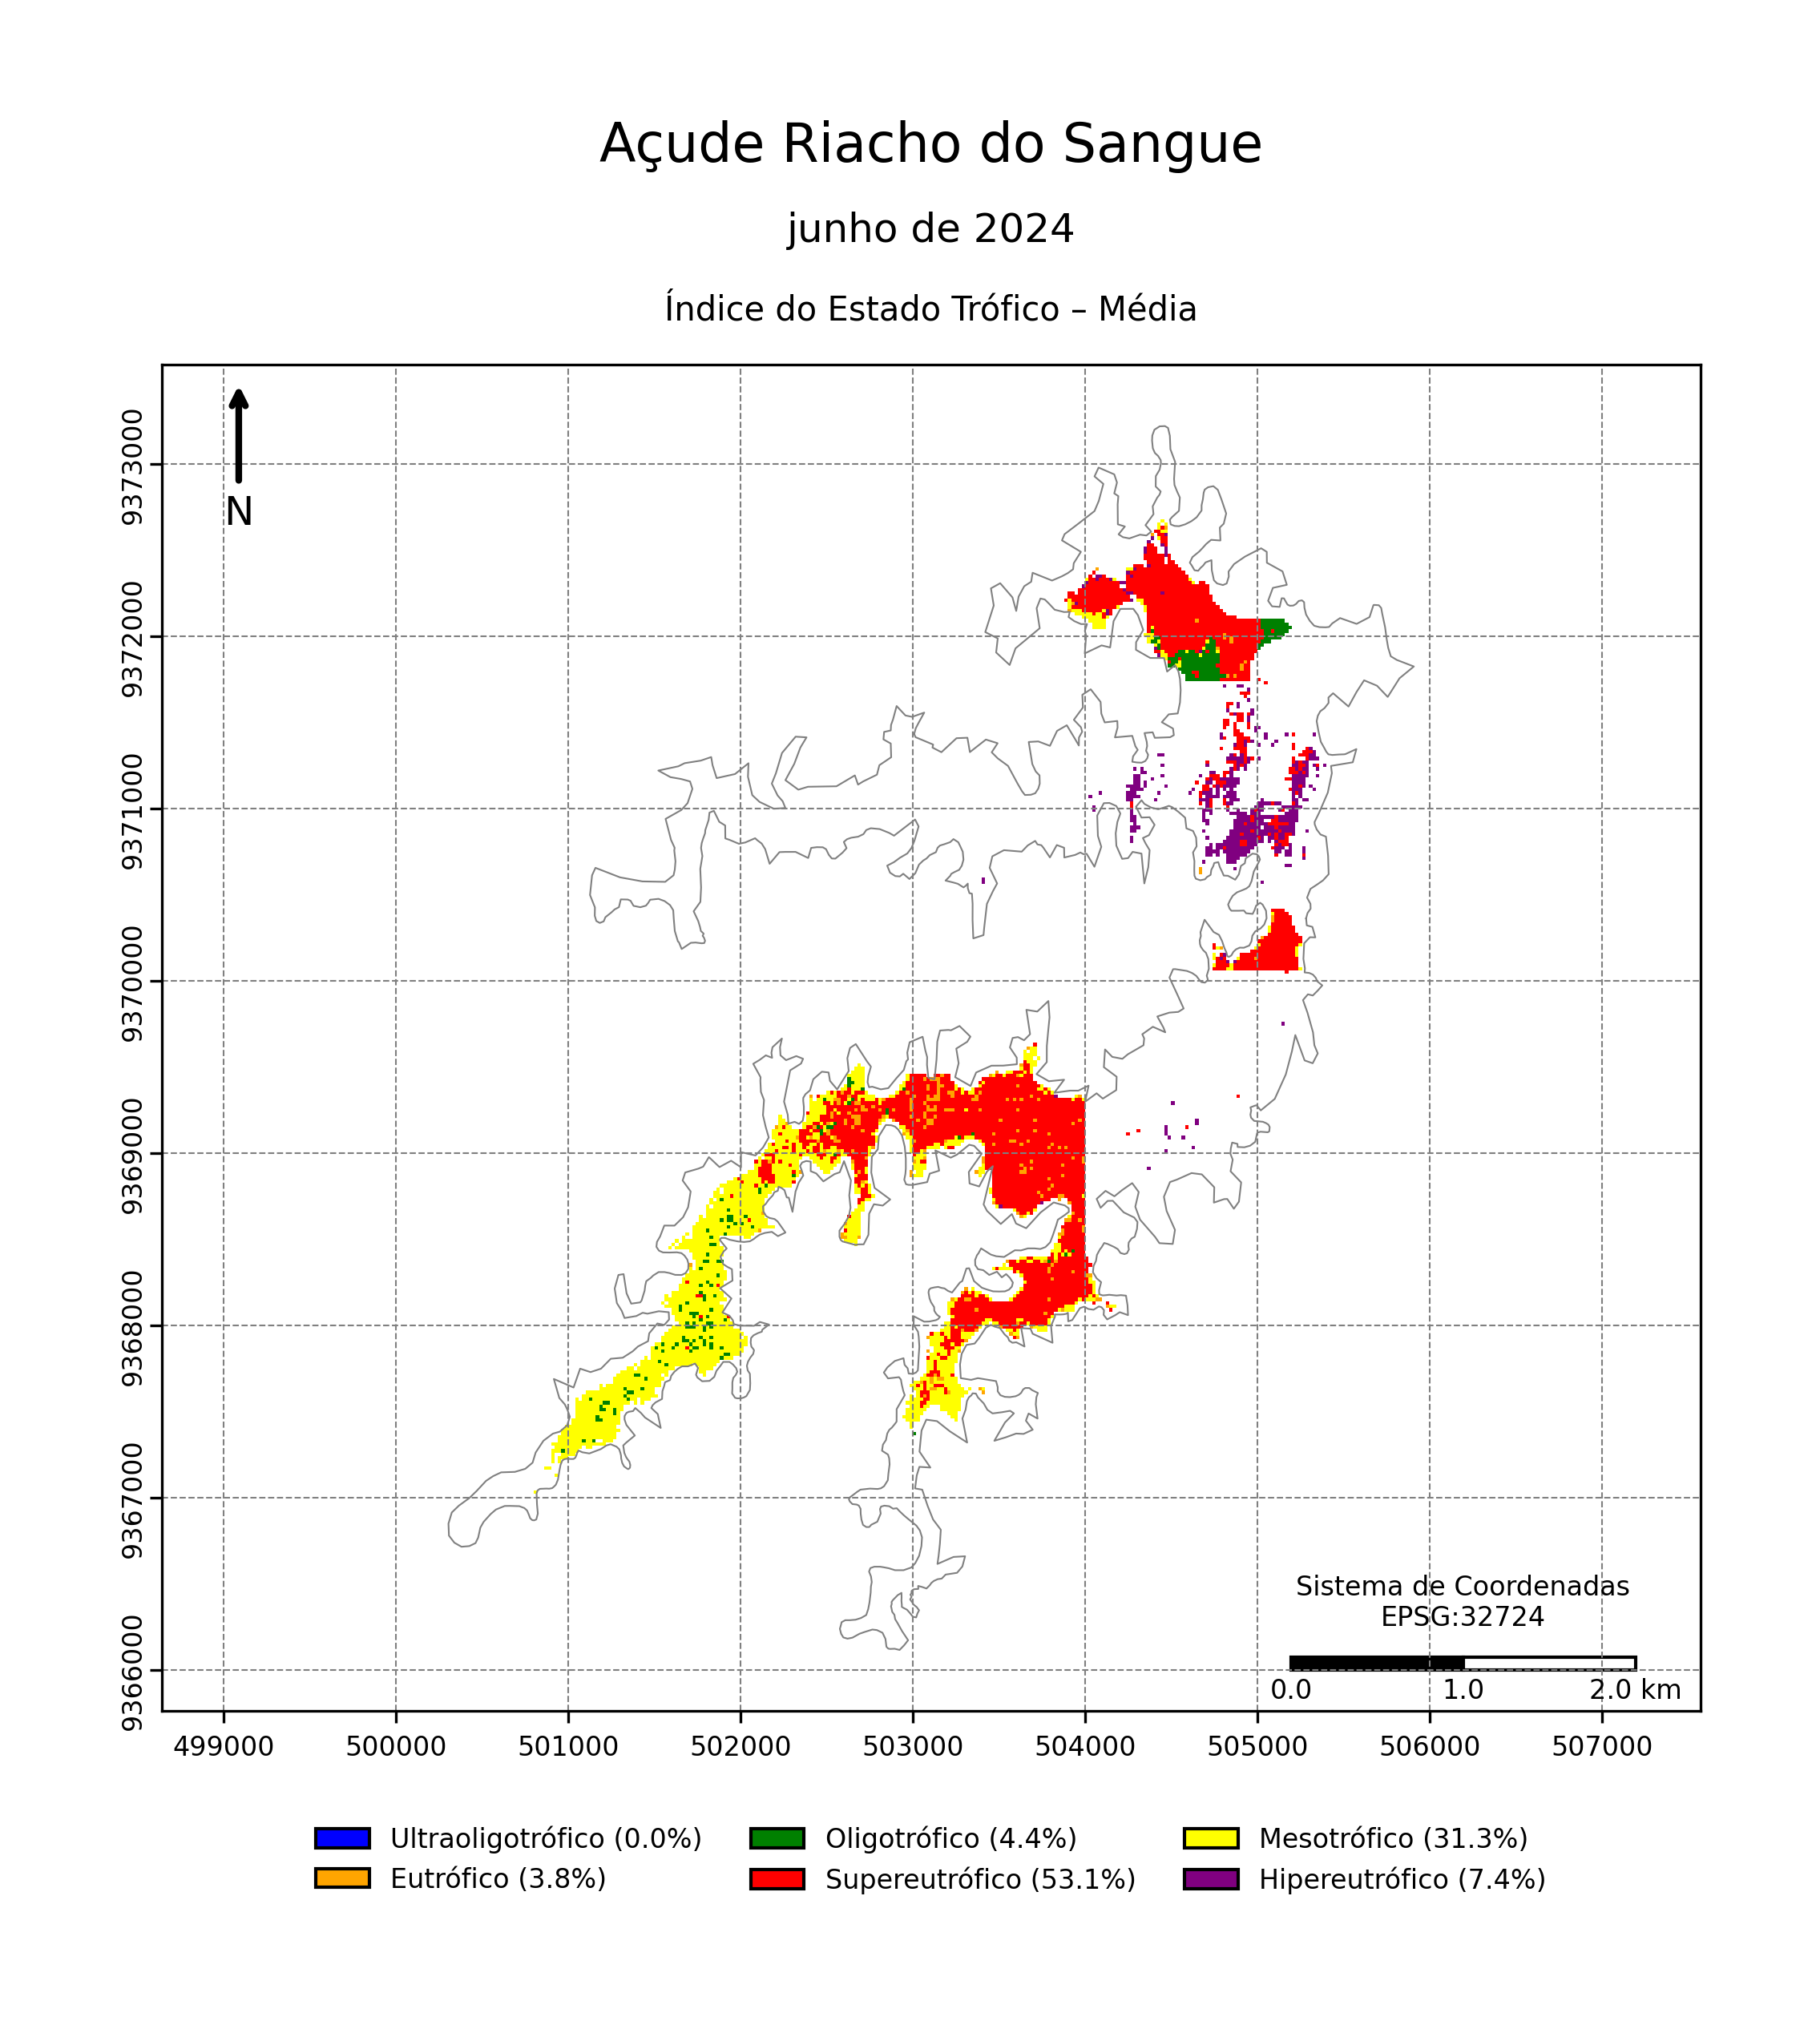 Açude Riacho do Sangue
junho de 2024
Índice do Estado Trófico – Média
9373000
9372000
9371000
9370000
9369000
9368000
9367000
9366000
N
Sistema de Coordenadas
EPSG:32724
0.0 1.0 2.0 km
499000 500000 501000 502000 503000 504000 505000 506000 507000
Ultraoligotrófico (0.0%) Oligotrófico (4.4%) Mesotrófico (31.3%)
Eutrófico (3.8%) Supereutrófico (53.1%) Hipereutrófico (7.4%)